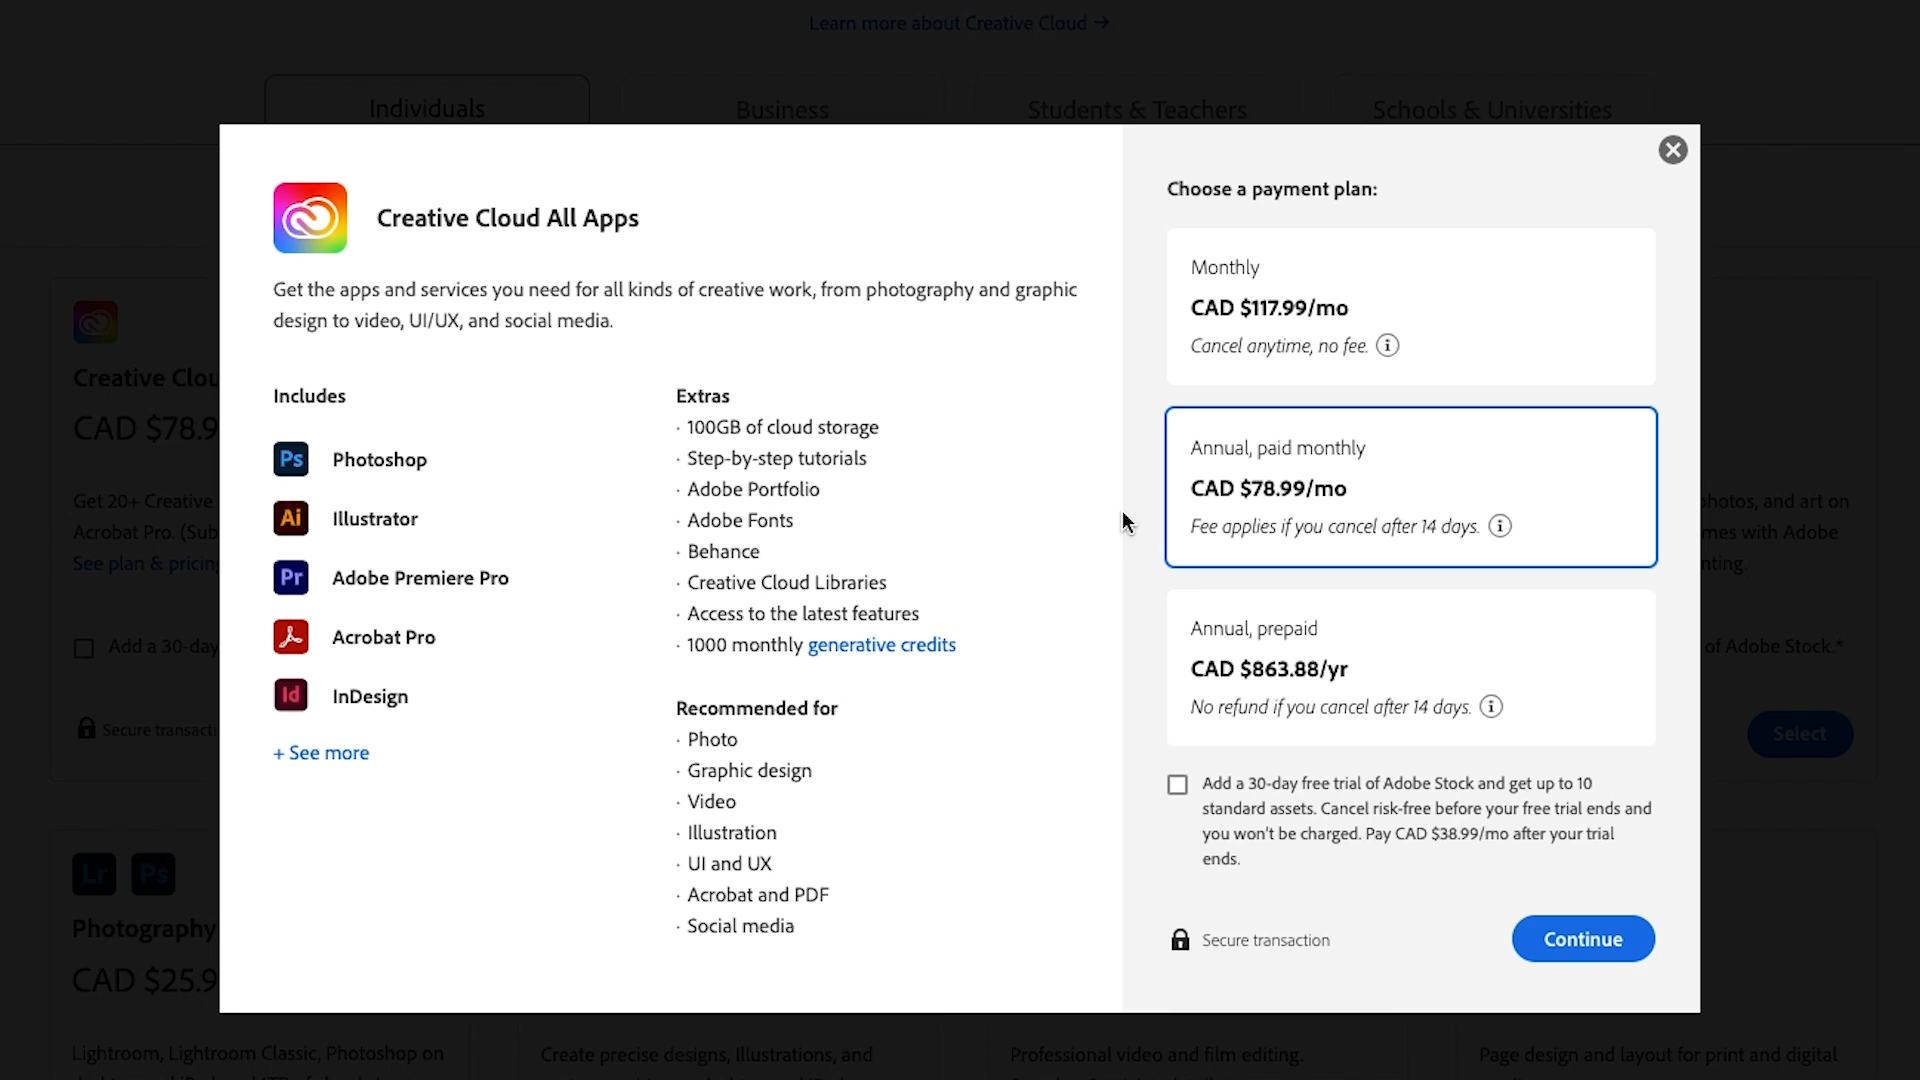 Learn more about Creative Cloud →
Individuals
Business
Students & Teachers
Schools & Universities
Creative Cloud All Apps
Get the apps and services you need for all kinds of creative work, from photography and graphic
design to video, UI/UX, and social media.
Includes
Ps Photoshop
Ai Illustrator
Pr Adobe Premiere Pro
Acrobat Pro
Id InDesign
+ See more
Extras
· 100GB of cloud storage
· Step-by-step tutorials
· Adobe Portfolio
· Adobe Fonts
· Behance
· Creative Cloud Libraries
· Access to the latest features
· 1000 monthly generative credits
Recommended for
· Photo
· Graphic design
· Video
· Illustration
· UI and UX
· Acrobat and PDF
· Social media
Choose a payment plan:
Monthly
CAD $117.99/mo
Cancel anytime, no fee.
Annual, paid monthly
CAD $78.99/mo
Fee applies if you cancel after 14 days.
Annual, prepaid
CAD $863.88/yr
No refund if you cancel after 14 days.
Add a 30-day free trial of Adobe Stock and get up to 10
standard assets. Cancel risk-free before your free trial ends and
you won't be charged. Pay CAD $38.99/mo after your trial
ends.
Secure transaction
Continue
Creative Clou
CAD $78.9
Get 20+ Creative
Acrobat Pro. (Sub
See plan & pricing
Add a 30-day
Secure transacti
photos, and art on
mes with Adobe
nting.
of Adobe Stock.*
Select
Lr Ps
Photography
CAD $25.9
Lightroom, Lightroom Classic, Photoshop on
Create precise designs, Illustrations, and
Professional video and film editing.
Page design and layout for print and digital